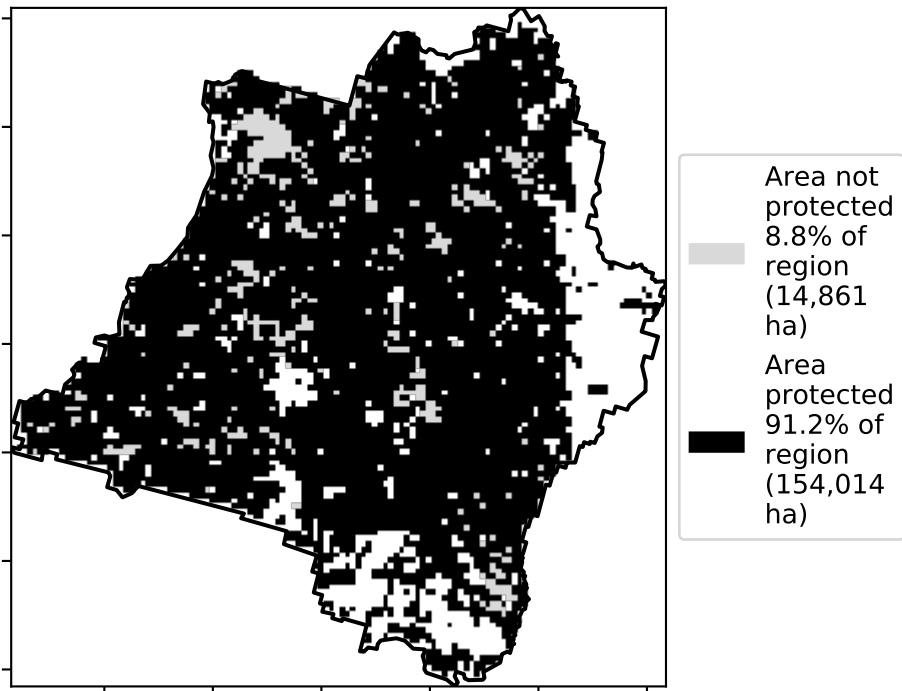 Area not
protected
8.8% of
region
(14,861
ha)
Area
protected
91.2% of
region
(154,014
ha)